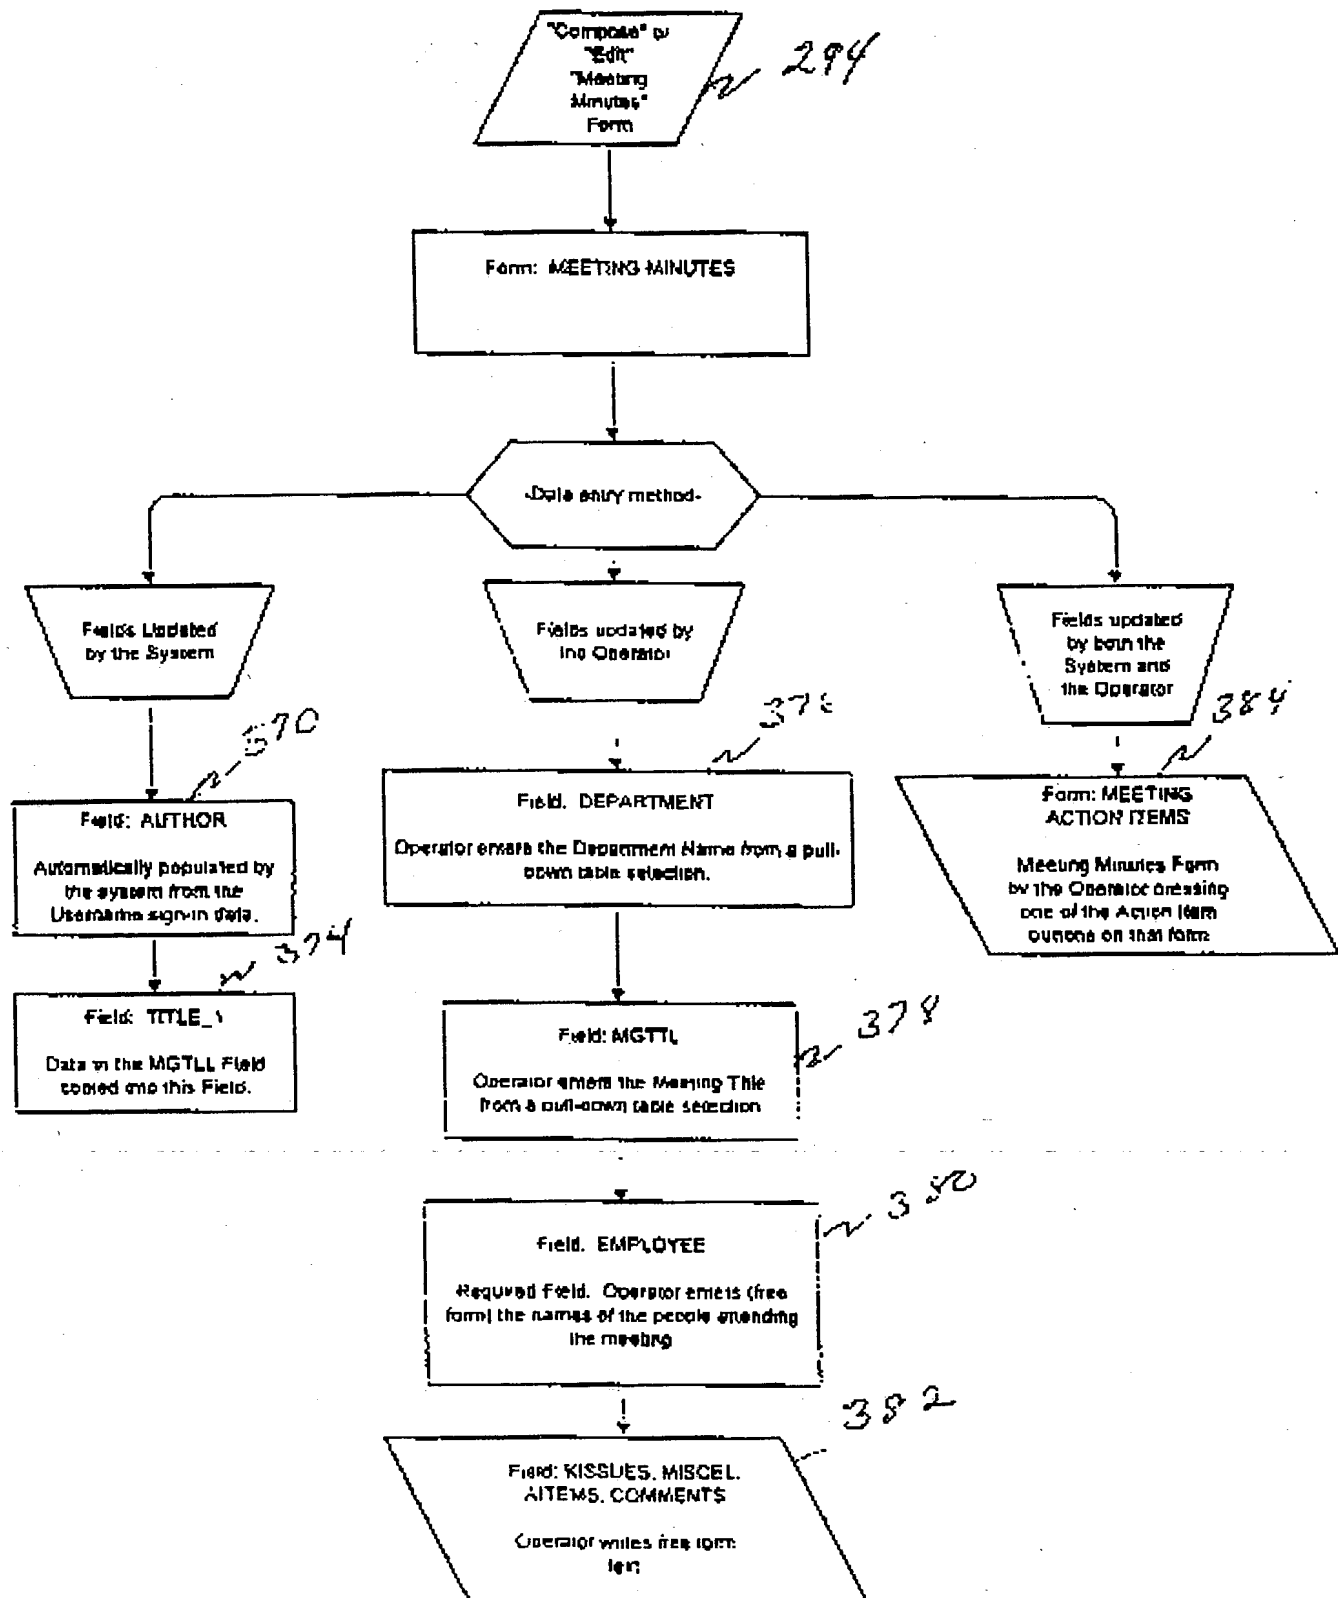 "Compose" or
"Edit"
"Meeting
Minutes"
Form
294
Form: MEETING MINUTES
Data entry method
Fields Updated
by the System
Fields updated by
the Operator
Fields updated
by both the
System and
the Operator
370
Field: AUTHOR
Automatically populated by
the system from the
Username sign-in data.
374
Field: TITLE_1
Data in the MGTLL Field
copied into this Field.
Field. DEPARTMENT
Operator enters the Department Name from a pull-
down table selection.
378
Field: MGTTL
Operator enters the Meeting Title
from a pull-down table selection
380
Field. EMPLOYEE
Required Field. Operator enters (free
form) the names of the people attending
the meeting
382
Field: KISSUES, MISCEL,
AITEMS, COMMENTS
Operator writes free form
text
384
Form: MEETING
ACTION ITEMS
Meeting Minutes Form
by the Operator pressing
one of the Action Item
buttons on that form